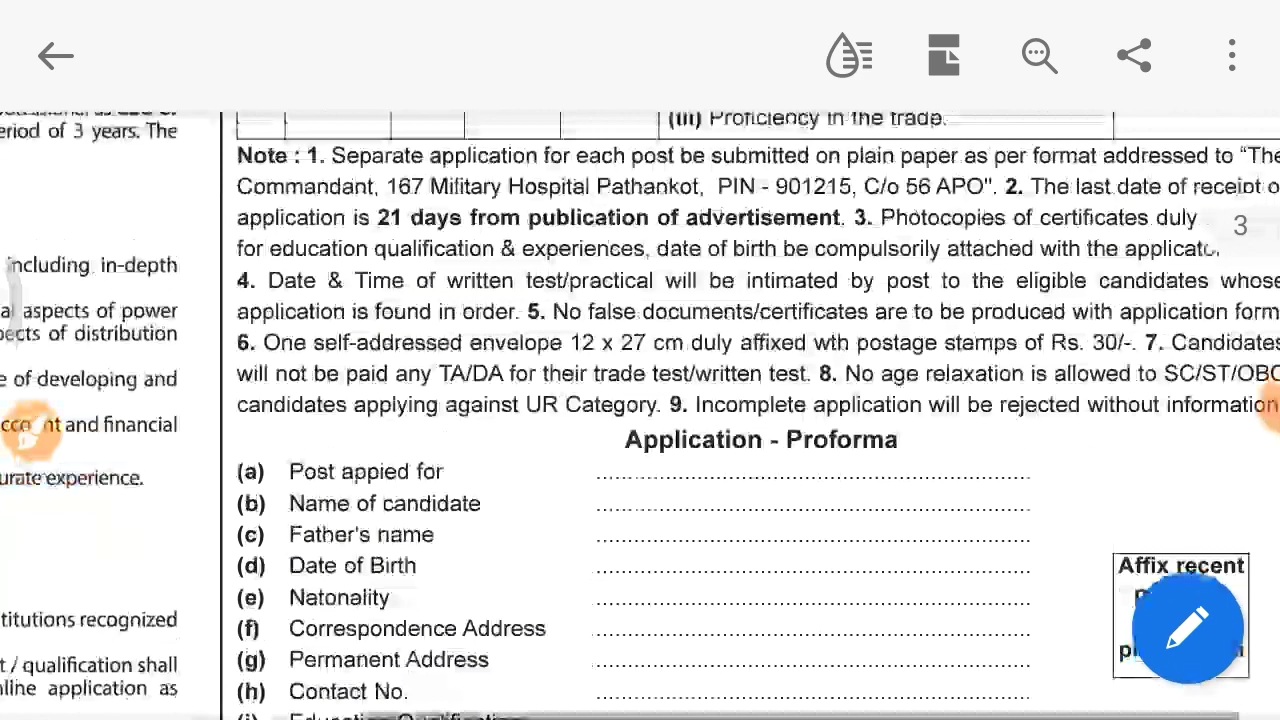 eriod of 3 years. The
including in-depth
aspects of power
ects of distribution
e of developing and
and financial
urate experience.
titutions recognized
t / qualification shall
nline application as
(iii) Proficiency in the trade.
Note : 1. Separate application for each post be submitted on plain paper as per format addressed to “The
Commandant, 167 Military Hospital Pathankot, PIN - 901215, C/o 56 APO". 2. The last date of receipt o
application is 21 days from publication of advertisement. 3. Photocopies of certificates duly
for education qualification & experiences, date of birth be compulsorily attached with the
4. Date & Time of written test/practical will be intimated by post to the eligible candidates whose
application is found in order. 5. No false documents/certificates are to be produced with application form
6. One self-addressed envelope 12 x 27 cm duly affixed wth postage stamps of Rs. 30/-. 7. Candidates
will not be paid any TA/DA for their trade test/written test. 8. No age relaxation is allowed to SC/ST/OBC
candidates applying against UR Category. 9. Incomplete application will be rejected without information
3
Application - Proforma
(a) Post appied for
(b) Name of candidate
(c) Father's name
(d) Date of Birth
(e) Natonality
(f) Correspondence Address
(g) Permanent Address
(h) Contact No.
Affix recent